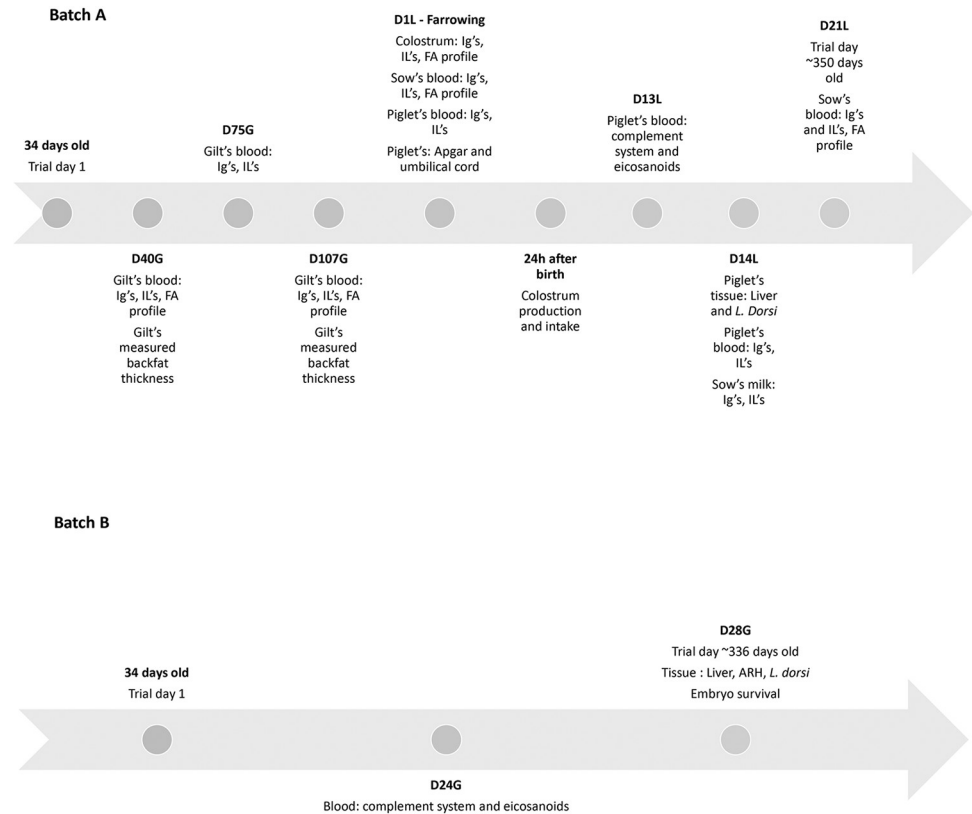 Batch A
34 days old
Trial day 1
D40G
Gilt’s blood:
Ig’s, IL’s, FA
profile
Gilt’s
measured
backfat
thickness
D75G
Gilt’s blood:
Ig’s, IL’s
D107G
Gilt’s blood:
Ig’s, IL’s, FA
profile
Gilt’s
measured
backfat
thickness
D1L - Farrowing
Colostrum: Ig’s,
IL’s, FA profile
Sow’s blood: Ig’s,
IL’s, FA profile
Piglet’s blood: Ig’s,
IL’s
Piglet’s: Apgar and
umbilical cord
24h after
birth
Colostrum
production
and intake
D13L
Piglet’s blood:
complement
system and
eicosanoids
D14L
Piglet’s
tissue: Liver
and L. Dorsi
Piglet’s
blood: Ig’s,
IL’s
Sow’s milk:
Ig’s, IL’s
D21L
Trial day
~350 days
old
Sow’s
blood: Ig’s
and IL’s, FA
profile
Batch B
34 days old
Trial day 1
D24G
Blood: complement system and eicosanoids
D28G
Trial day ~336 days old
Tissue : Liver, ARH, L. dorsi
Embryo survival